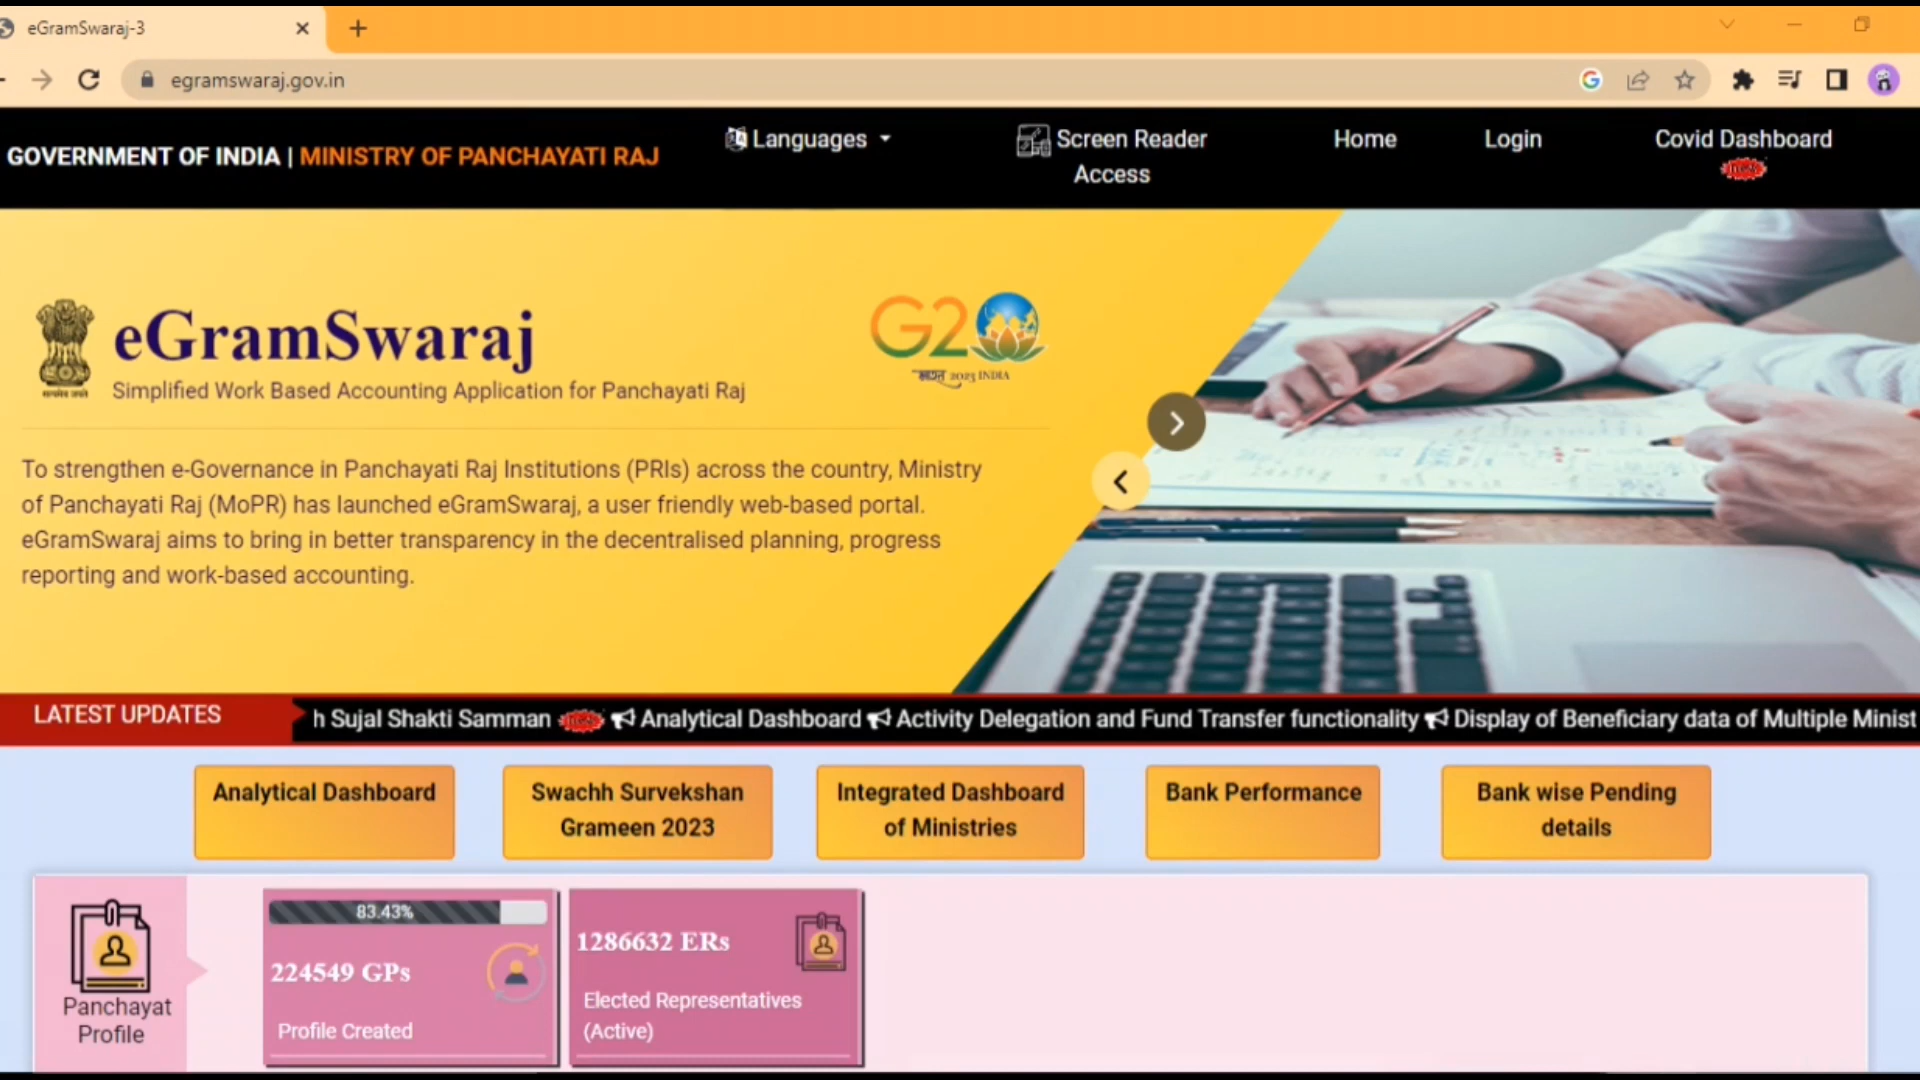 eGramSwaraj-3
egramswaraj.gov.in
GOVERNMENT OF INDIA | MINISTRY OF PANCHAYATI RAJ
Languages
Screen Reader
Access
Home
Login
Covid Dashboard
new
eGramSwaraj
Simplified Work Based Accounting Application for Panchayati Raj
G20
2023 INDIA
To strengthen e-Governance in Panchayati Raj Institutions (PRIs) across the country, Ministry
of Panchayati Raj (MoPR) has launched eGramSwaraj, a user friendly web-based portal.
eGramSwaraj aims to bring in better transparency in the decentralised planning, progress
reporting and work-based accounting.
LATEST UPDATES
h Sujal Shakti Samman new Analytical Dashboard Activity Delegation and Fund Transfer functionality Display of Beneficiary data of Multiple Minist
Analytical Dashboard
Swachh Survekshan
Grameen 2023
Integrated Dashboard
of Ministries
Bank Performance
Bank wise Pending
details
Panchayat
Profile
83.43%
224549 GPs
Profile Created
1286632 ERs
Elected Representatives
(Active)